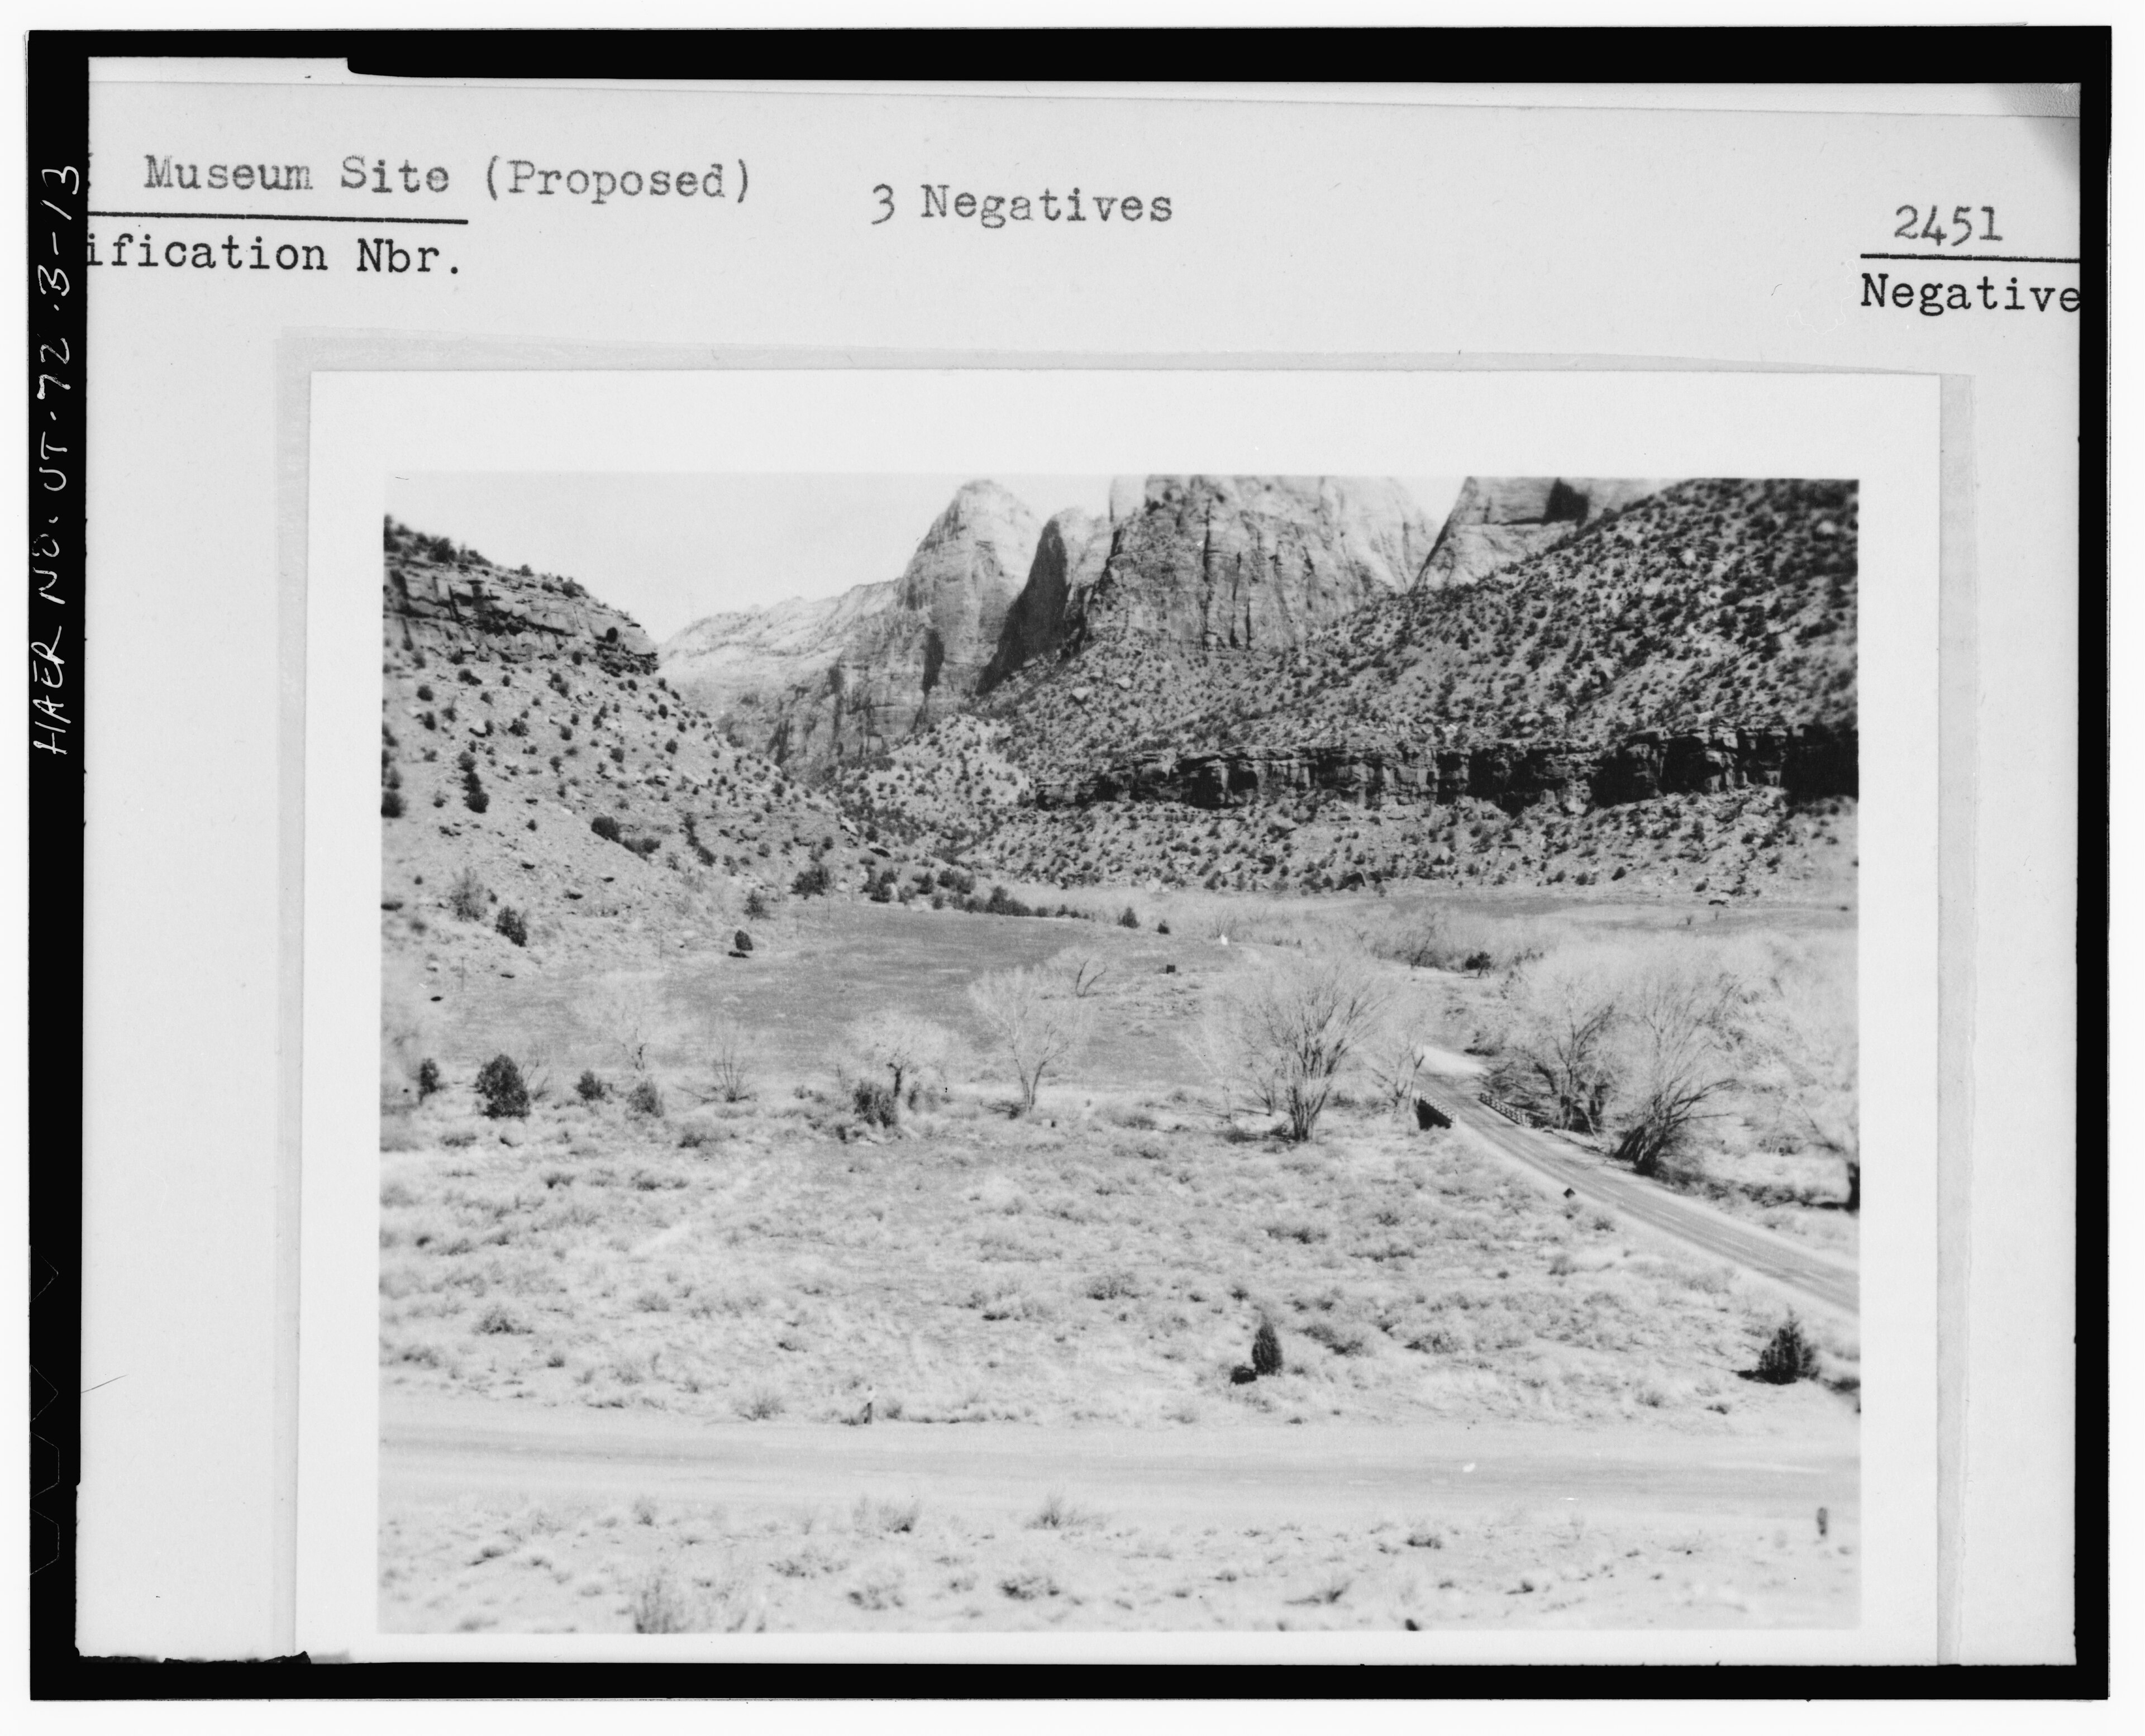 Museum Site (Proposed)
3 Negatives
2451
ification Nbr.
Negative
HAER NO. UT-72-B-13